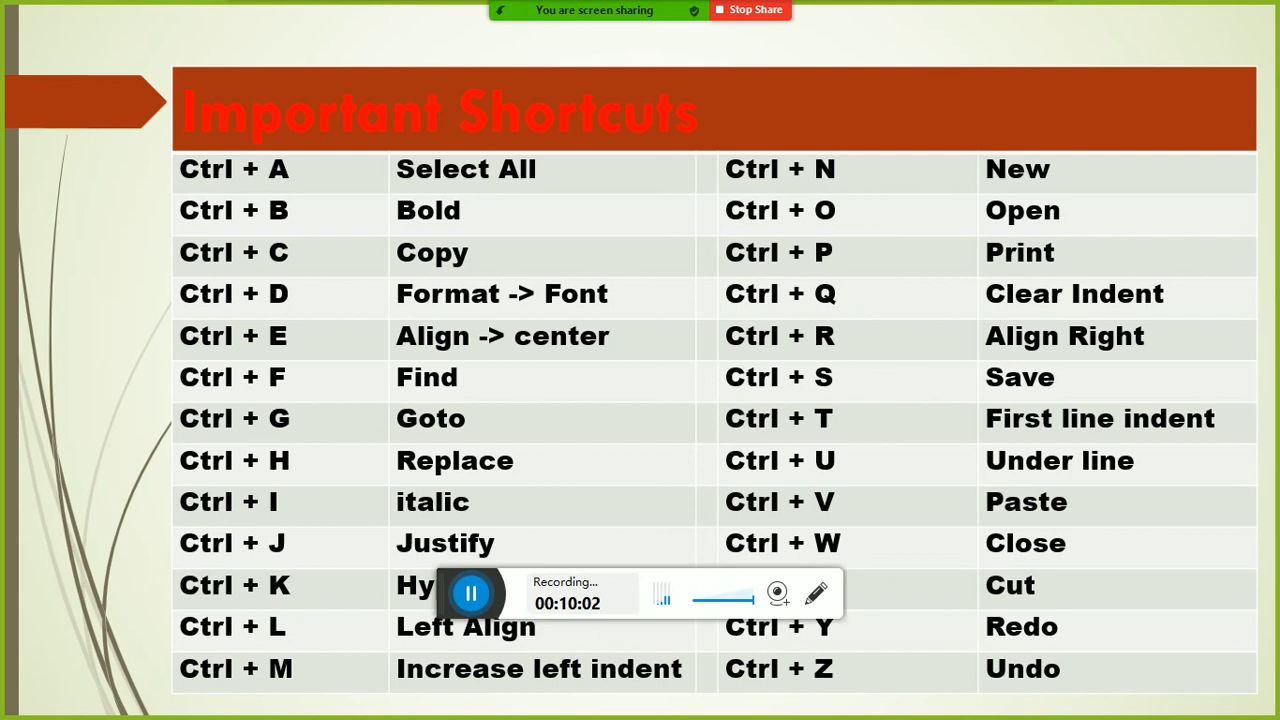 You are screen sharing Stop Share
Important Shortcuts
Ctrl + A Select All Ctrl + N New
Ctrl + B Bold Ctrl + O Open
Ctrl + C Copy Ctrl + P Print
Ctrl + D Format -> Font Ctrl + Q Clear Indent
Ctrl + E Align -> center Ctrl + R Align Right
Ctrl + F Find Ctrl + S Save
Ctrl + G Goto Ctrl + T First line indent
Ctrl + H Replace Ctrl + U Under line
Ctrl + I italic Ctrl + V Paste
Ctrl + J Justify Ctrl + W Close
Ctrl + K Hy Cut
Recording...
00:10:02
Ctrl + L Left Align Ctrl + Y Redo
Ctrl + M Increase left indent Ctrl + Z Undo